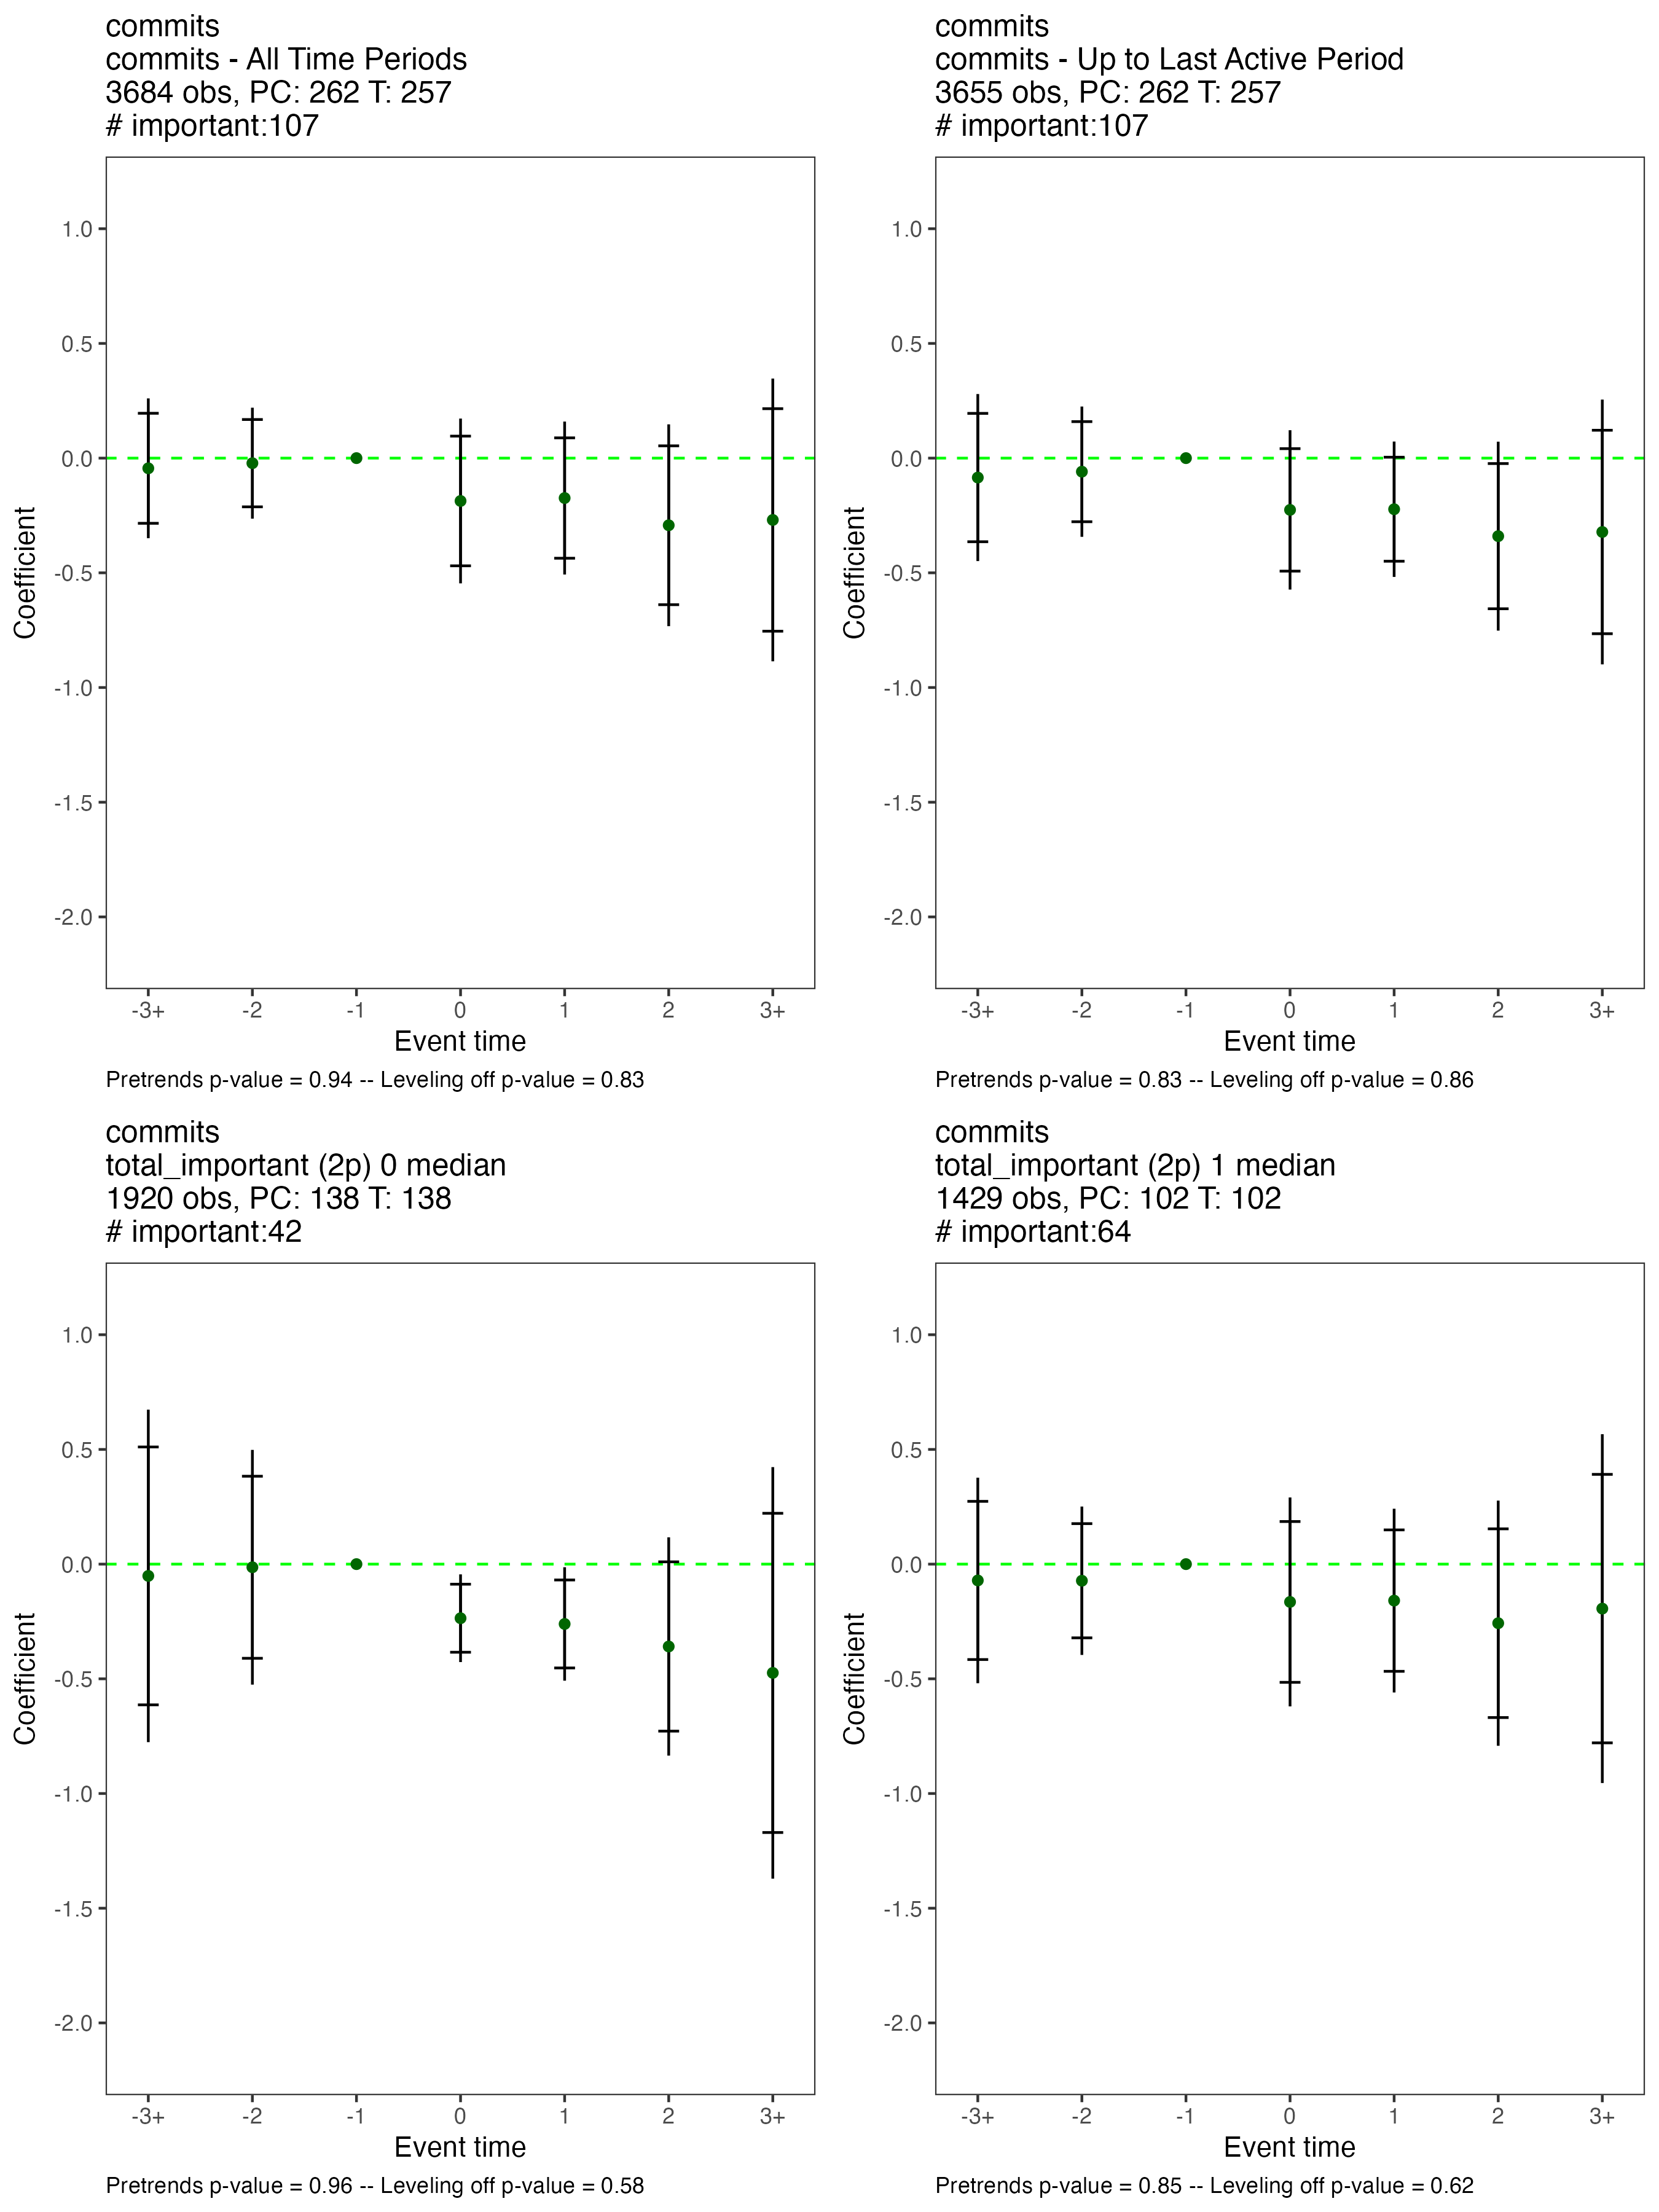 commits
commits - All Time Periods
3684 obs, PC: 262 T: 257
# important:107
1.0
0.5
0.0
-0.5
-1.0
-1.5
-2.0
Coefficient
-3+ -2 -1 0 1 2 3+
Event time
Pretrends p-value = 0.94 -- Leveling off p-value = 0.83
commits
commits - Up to Last Active Period
3655 obs, PC: 262 T: 257
# important:107
1.0
0.5
0.0
-0.5
-1.0
-1.5
-2.0
Coefficient
-3+ -2 -1 0 1 2 3+
Event time
Pretrends p-value = 0.83 -- Leveling off p-value = 0.86
commits
total_important (2p) 0 median
1920 obs, PC: 138 T: 138
# important:42
1.0
0.5
0.0
-0.5
-1.0
-1.5
-2.0
Coefficient
-3+ -2 -1 0 1 2 3+
Event time
Pretrends p-value = 0.96 -- Leveling off p-value = 0.58
commits
total_important (2p) 1 median
1429 obs, PC: 102 T: 102
# important:64
1.0
0.5
0.0
-0.5
-1.0
-1.5
-2.0
Coefficient
-3+ -2 -1 0 1 2 3+
Event time
Pretrends p-value = 0.85 -- Leveling off p-value = 0.62